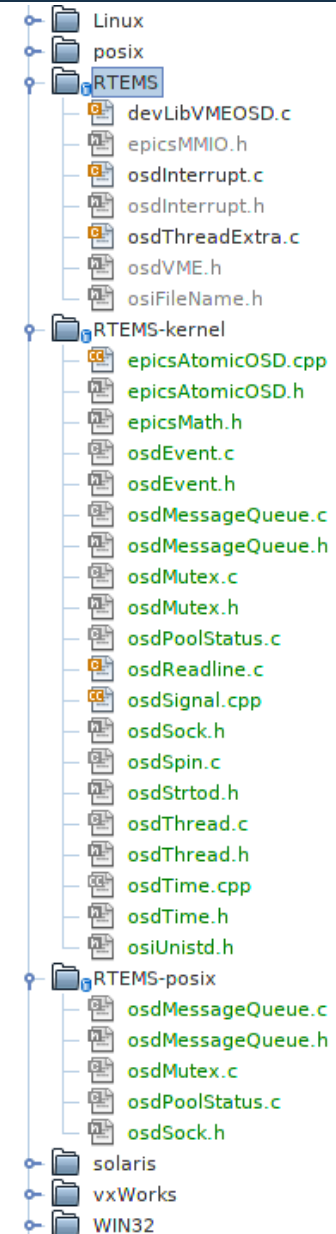 Linux
posix
RTEMS
devLibVMEOSD.c
epicsMMIO.h
osdInterrupt.c
osdInterrupt.h
osdThreadExtra.c
osdVME.h
osiFileName.h
RTEMS-kernel
epicsAtomicOSD.cpp
epicsAtomicOSD.h
epicsMath.h
osdEvent.c
osdEvent.h
osdMessageQueue.c
osdMessageQueue.h
osdMutex.c
osdMutex.h
osdPoolStatus.c
osdReadline.c
osdSignal.cpp
osdSock.h
osdSpin.c
osdStrtod.h
osdThread.c
osdThread.h
osdTime.cpp
osdTime.h
osiUnistd.h
RTEMS-posix
osdMessageQueue.c
osdMessageQueue.h
osdMutex.c
osdPoolStatus.c
osdSock.h
solaris
vxWorks
WIN32